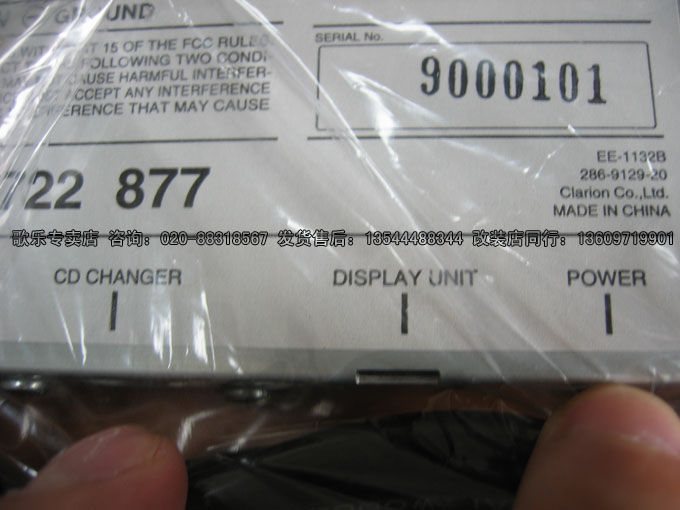 GROUND
15 OF THE FCC RULES.
FOLLOWING TWO CONDI-
CAUSE HARMFUL INTERFER-
ACCEPT ANY INTERFERENCE
THAT MAY CAUSE
SERIAL No.
9000101
722 877
EE-1132B
286-9129-20
Clarion Co.,Ltd.
MADE IN CHINA
歌乐专卖店 咨询：020-88318567 发货售后：13544488344 改装店同行：13609719901
CD CHANGER
DISPLAY UNIT
POWER